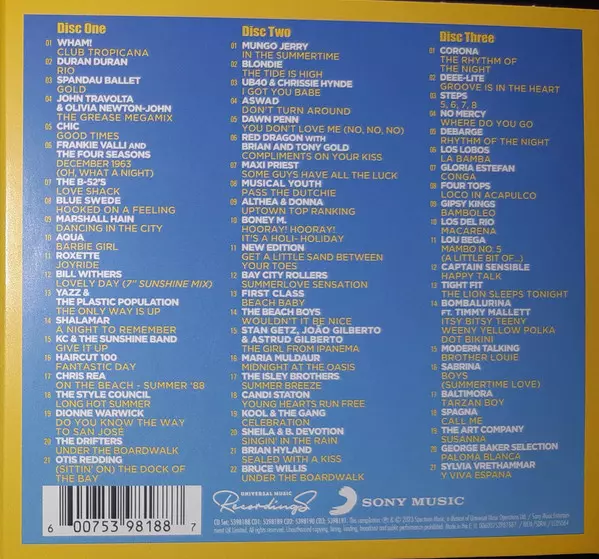 Disc One
01 WHAM!
CLUB TROPICANA
02 DURAN DURAN
RIO
03 SPANDAU BALLET
GOLD
04 JOHN TRAVOLTA
& OLIVIA NEWTON-JOHN
THE GREASE MEGAMIX
05 CHIC
GOOD TIMES
06 FRANKIE VALLI AND
THE FOUR SEASONS
DECEMBER 1963
(OH, WHAT A NIGHT)
07 THE B-52'S
LOVE SHACK
08 BLUE SWEDE
HOOKED ON A FEELING
09 MARSHALL HAIN
DANCING IN THE CITY
10 AQUA
BARBIE GIRL
11 ROXETTE
JOYRIDE
12 BILL WITHERS
LOVELY DAY (7" SUNSHINE MIX)
13 YAZZ &
THE PLASTIC POPULATION
THE ONLY WAY IS UP
14 SHALAMAR
A NIGHT TO REMEMBER
15 KC & THE SUNSHINE BAND
GIVE IT UP
16 HAIRCUT 100
FANTASTIC DAY
17 CHRIS REA
ON THE BEACH - SUMMER '88
18 THE STYLE COUNCIL
LONG HOT SUMMER
19 DIONNE WARWICK
DO YOU KNOW THE WAY
TO SAN JOSÉ
20 THE DRIFTERS
UNDER THE BOARDWALK
21 OTIS REDDING
(SITTIN' ON) THE DOCK OF
THE BAY
Disc Two
01 MUNGO JERRY
IN THE SUMMERTIME
02 BLONDIE
THE TIDE IS HIGH
03 UB40 & CHRISSIE HYNDE
I GOT YOU BABE
04 ASWAD
DON'T TURN AROUND
05 DAWN PENN
YOU DON'T LOVE ME (NO, NO, NO)
06 RED DRAGON WITH
BRIAN AND TONY GOLD
COMPLIMENTS ON YOUR KISS
07 MAXI PRIEST
SOME GUYS HAVE ALL THE LUCK
08 MUSICAL YOUTH
PASS THE DUTCHIE
09 ALTHEA & DONNA
UPTOWN TOP RANKING
10 BONEY M.
HOORAY! HOORAY!
IT'S A HOLI- HOLIDAY
11 NEW EDITION
GET A LITTLE SAND BETWEEN
YOUR TOES
12 BAY CITY ROLLERS
SUMMERLOVE SENSATION
13 FIRST CLASS
BEACH BABY
14 THE BEACH BOYS
WOULDN'T IT BE NICE
15 STAN GETZ, JOÃO GILBERTO
& ASTRUD GILBERTO
THE GIRL FROM IPANEMA
16 MARIA MULDAUR
MIDNIGHT AT THE OASIS
17 THE ISLEY BROTHERS
SUMMER BREEZE
18 CANDI STATON
YOUNG HEARTS RUN FREE
19 KOOL & THE GANG
CELEBRATION
20 SHEILA & B. DEVOTION
SINGIN' IN THE RAIN
21 BRIAN HYLAND
SEALED WITH A KISS
22 BRUCE WILLIS
UNDER THE BOARDWALK
Disc Three
01 CORONA
THE RHYTHM OF
THE NIGHT
02 DEEE-LITE
GROOVE IS IN THE HEART
03 STEPS
5, 6, 7, 8
04 NO MERCY
WHERE DO YOU GO
05 DEBARGE
RHYTHM OF THE NIGHT
06 LOS LOBOS
LA BAMBA
07 GLORIA ESTEFAN
CONGA
08 FOUR TOPS
LOCO IN ACAPULCO
09 GIPSY KINGS
BAMBOLEO
10 LOS DEL RIO
MACARENA
11 LOU BEGA
MAMBO NO. 5
(A LITTLE BIT OF...)
12 CAPTAIN SENSIBLE
HAPPY TALK
13 TIGHT FIT
THE LION SLEEPS TONIGHT
14 BOMBALURINA
FT. TIMMY MALLETT
ITSY BITSY TEENY
WEENY YELLOW POLKA
DOT BIKINI
15 MODERN TALKING
BROTHER LOUIE
16 SABRINA
BOYS
(SUMMERTIME LOVE)
17 BALTIMORA
TARZAN BOY
18 SPAGNA
CALL ME
19 THE ART COMPANY
SUSANNA
20 GEORGE BAKER SELECTION
PALOMA BLANCA
21 SYLVIA VRETHAMMAR
Y VIVA ESPANA
6 00753 98188 7
UNIVERSAL MUSIC
Recordings
SONY MUSIC